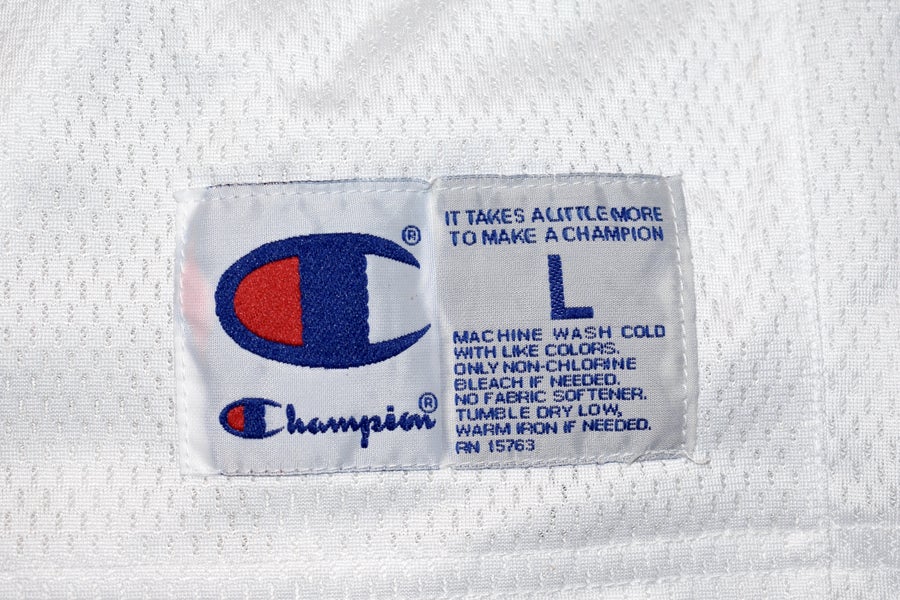 ®
Champion®
IT TAKES A LITTLE MORE
TO MAKE A CHAMPION
L
MACHINE WASH COLD
WITH LIKE COLORS.
ONLY NON-CHLORINE
BLEACH IF NEEDED.
NO FABRIC SOFTENER.
TUMBLE DRY LOW,
WARM IRON IF NEEDED.
RN 15763